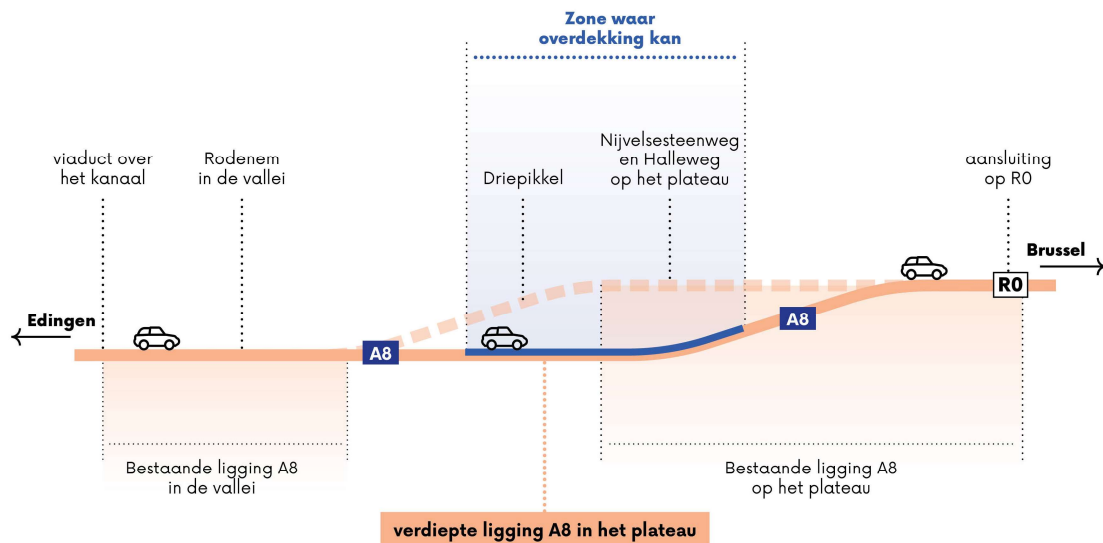 Zone waar
overdekking kan
viaduct over
het kanaal
Rodenem
in de vallei
Driepikkel
Nijvelsesteenweg
en Halleweg
op het plateau
aansluiting
op R0
Brussel
R0
Edingen
A8
A8
Bestaande ligging A8
in de vallei
Bestaande ligging A8
op het plateau
verdiepte ligging A8 in het plateau